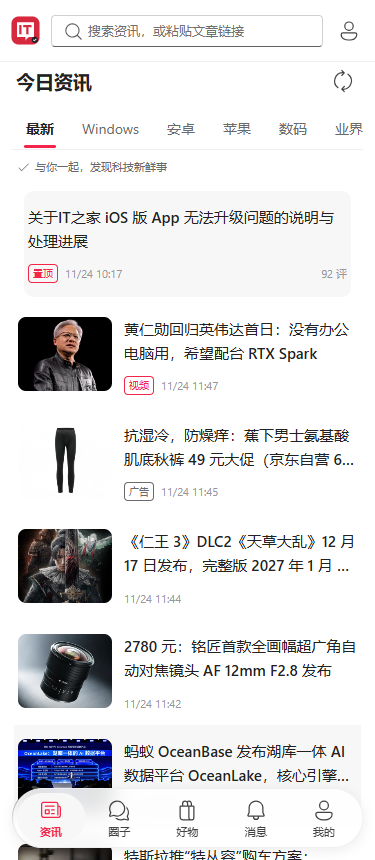 IT
搜索资讯，或粘贴文章链接
今日资讯
最新 Windows 安卓 苹果 数码 业界
与你一起，发现科技新鲜事
关于IT之家 iOS 版 App 无法升级问题的说明与
处理进展
置顶 11/24 10:17 92 评
黄仁勋回归英伟达首日：没有办公
电脑用，希望配台 RTX Spark
视频 11/24 11:47
抗湿冷，防燥痒：蕉下男士氨基酸
肌底秋裤 49 元大促（京东自营 6...
广告 11/24 11:45
《仁王 3》DLC2《天草大乱》12 月
17 日发布，完整版 2027 年 1 月 ...
11/24 11:44
2780 元：铭匠首款全画幅超广角自
动对焦镜头 AF 12mm F2.8 发布
11/24 11:42
蚂蚁 OceanBase 发布湖库一体 AI
数据平台 OceanLake，核心引擎...
资讯 圈子 好物 消息 我的
特斯拉推“特从容”购车方案：